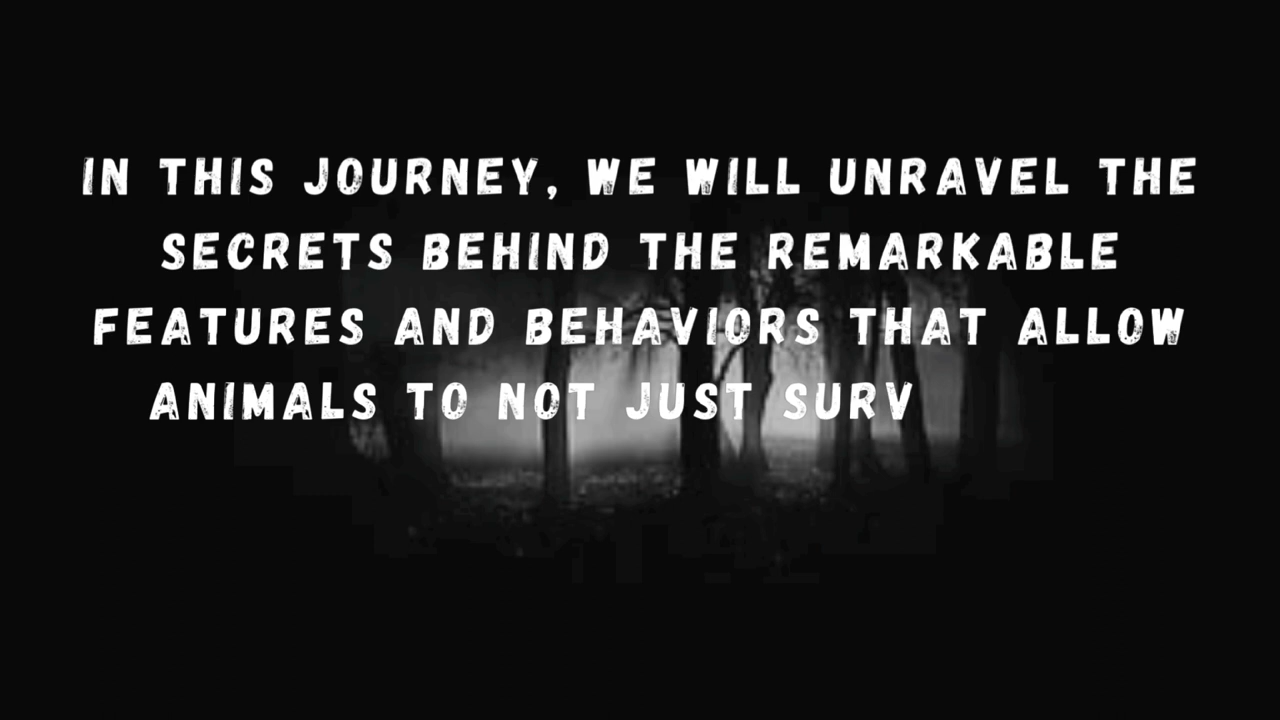 IN THIS JOURNEY, WE WILL UNRAVEL THE
SECRETS BEHIND THE REMARKABLE
FEATURES AND BEHAVIORS THAT ALLOW
ANIMALS TO NOT JUST SURV